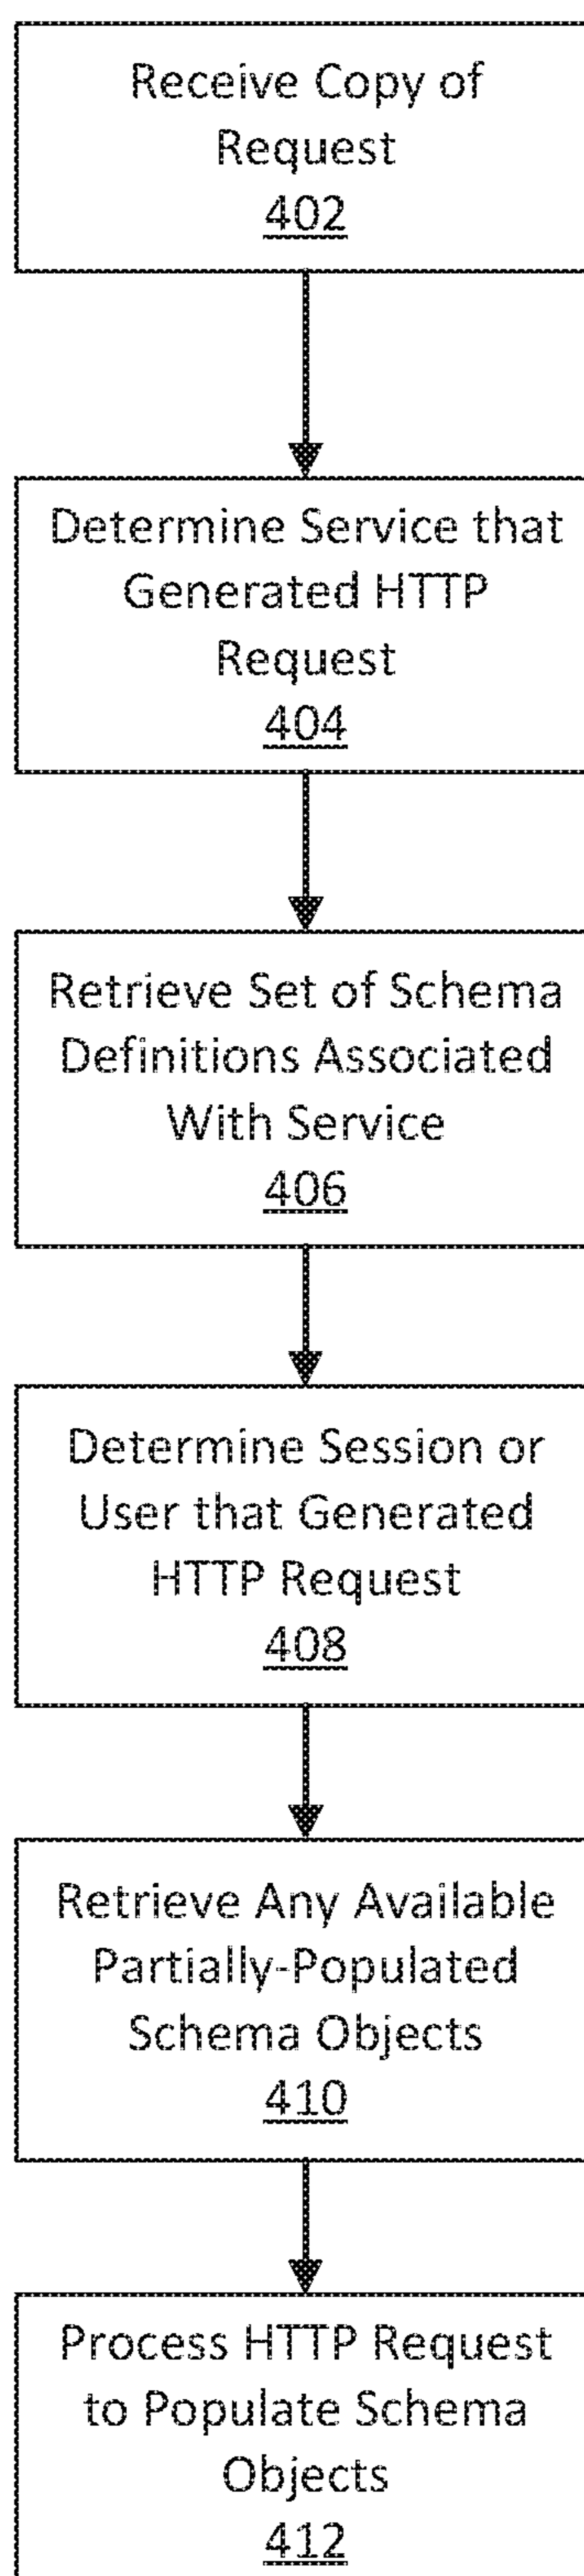 Receive Copy of
Request
402
Determine Service that
Generated HTTP
Request
404
Retrieve Set of Schema
Definitions Associated
With Service
406
Determine Session or
User that Generated
HTTP Request
408
Retrieve Any Available
Partially-Populated
Schema Objects
410
Process HTTP Request
to Populate Schema
Objects
412